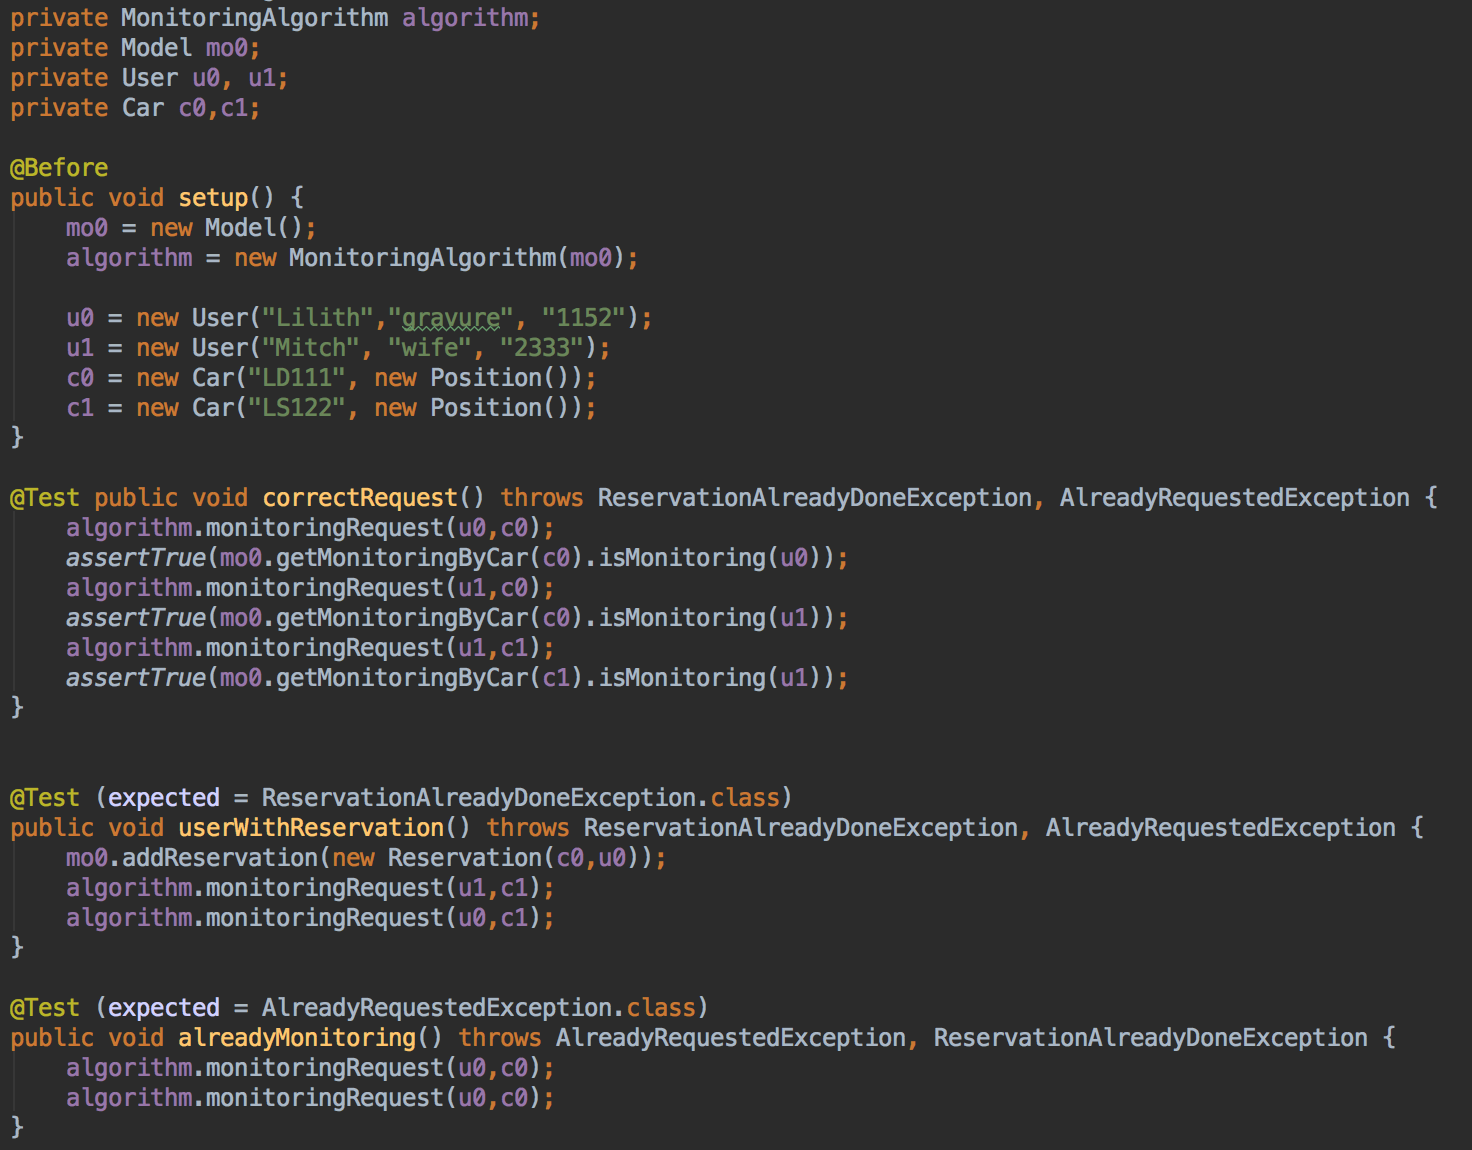 private MonitoringAlgorithm algorithm;
private Model mo0;
private User u0, u1;
private Car c0,c1;
@Before
public void setup() {
    mo0 = new Model();
    algorithm = new MonitoringAlgorithm(mo0);
    u0 = new User("Lilith","gravure", "1152");
    u1 = new User("Mitch", "wife", "2333");
    c0 = new Car("LD111", new Position());
    c1 = new Car("LS122", new Position());
}
@Test public void correctRequest() throws ReservationAlreadyDoneException, AlreadyRequestedException {
    algorithm.monitoringRequest(u0,c0);
    assertTrue(mo0.getMonitoringByCar(c0).isMonitoring(u0));
    algorithm.monitoringRequest(u1,c0);
    assertTrue(mo0.getMonitoringByCar(c0).isMonitoring(u1));
    algorithm.monitoringRequest(u1,c1);
    assertTrue(mo0.getMonitoringByCar(c1).isMonitoring(u1));
}
@Test (expected = ReservationAlreadyDoneException.class)
public void userWithReservation() throws ReservationAlreadyDoneException, AlreadyRequestedException {
    mo0.addReservation(new Reservation(c0,u0));
    algorithm.monitoringRequest(u1,c1);
    algorithm.monitoringRequest(u0,c1);
}
@Test (expected = AlreadyRequestedException.class)
public void alreadyMonitoring() throws AlreadyRequestedException, ReservationAlreadyDoneException {
    algorithm.monitoringRequest(u0,c0);
    algorithm.monitoringRequest(u0,c0);
}